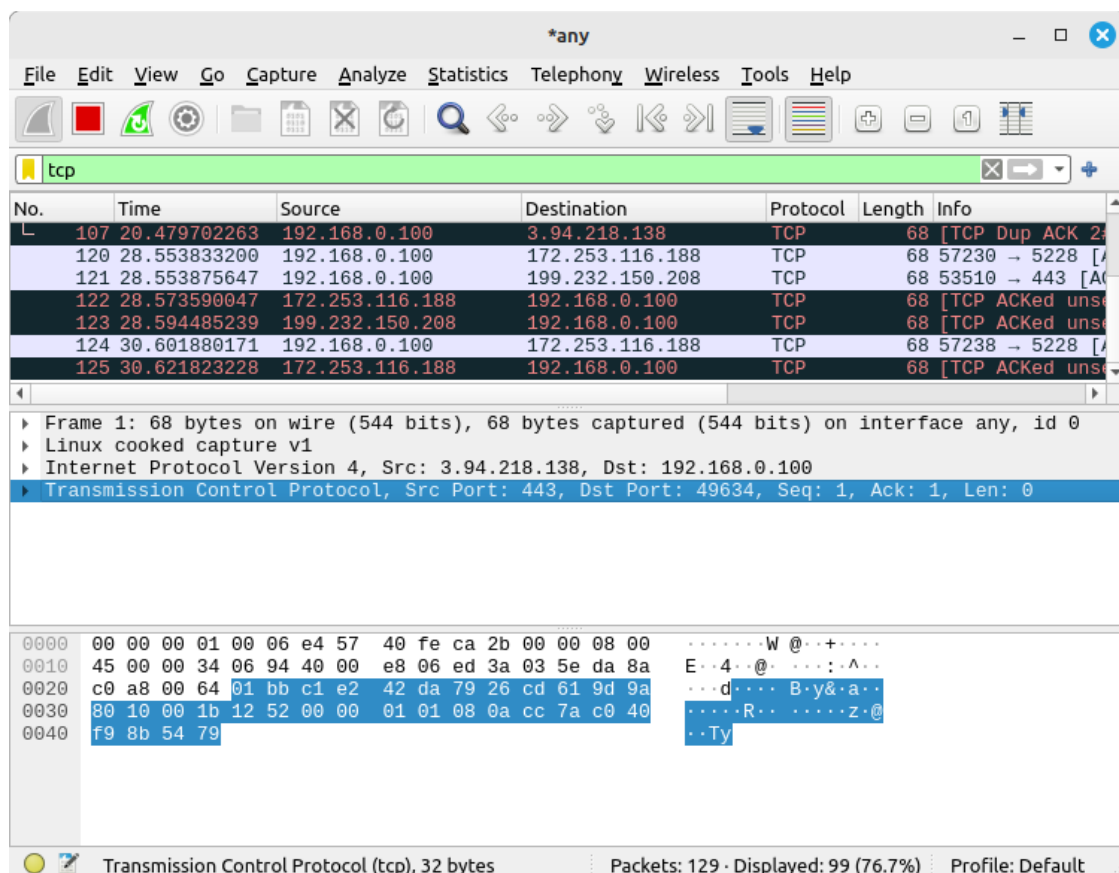 *any
File Edit View Go Capture Analyze Statistics Telephony Wireless Tools Help
tcp
No. Time Source Destination Protocol Length Info
107 20.479702263 192.168.0.100 3.94.218.138 TCP 68 [TCP Dup ACK 2#
120 28.553833200 192.168.0.100 172.253.116.188 TCP 68 57230 → 5228 [A
121 28.553875647 192.168.0.100 199.232.150.208 TCP 68 53510 → 443 [AC
122 28.573590047 172.253.116.188 192.168.0.100 TCP 68 [TCP ACKed unse
123 28.594485239 199.232.150.208 192.168.0.100 TCP 68 [TCP ACKed unse
124 30.601880171 192.168.0.100 172.253.116.188 TCP 68 57238 → 5228 [A
125 30.621823228 172.253.116.188 192.168.0.100 TCP 68 [TCP ACKed unse
Frame 1: 68 bytes on wire (544 bits), 68 bytes captured (544 bits) on interface any, id 0
Linux cooked capture v1
Internet Protocol Version 4, Src: 3.94.218.138, Dst: 192.168.0.100
Transmission Control Protocol, Src Port: 443, Dst Port: 49634, Seq: 1, Ack: 1, Len: 0
0000 00 00 00 01 00 06 e4 57 40 fe ca 2b 00 00 08 00 ·······W @··+····
0010 45 00 00 34 06 94 40 00 e8 06 ed 3a 03 5e da 8a E··4··@· ···:·^··
0020 c0 a8 00 64 01 bb c1 e2 42 da 79 26 cd 61 9d 9a ···d···· B·y&·a··
0030 80 10 00 1b 12 52 00 00 01 01 08 0a cc 7a c0 40 ·····R·· ·····z·@
0040 f9 8b 54 79 ··Ty
Transmission Control Protocol (tcp), 32 bytes Packets: 129 · Displayed: 99 (76.7%) Profile: Default